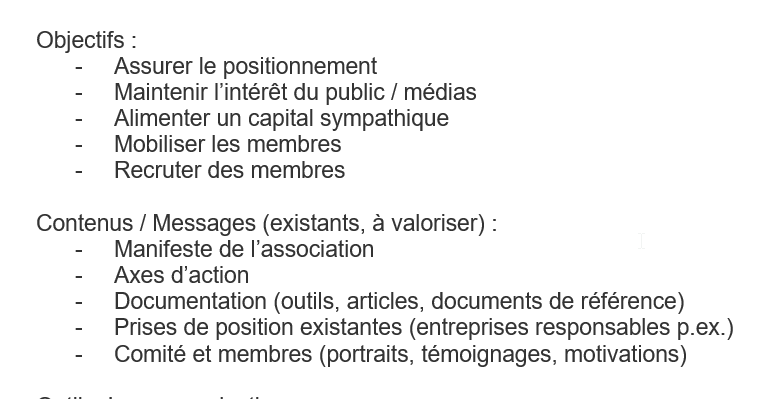 Objectifs :
- Assurer le positionnement
- Maintenir l’intérêt du public / médias
- Alimenter un capital sympathique
- Mobiliser les membres
- Recruter des membres
Contenus / Messages (existants, à valoriser) :
- Manifeste de l’association
- Axes d’action
- Documentation (outils, articles, documents de référence)
- Prises de position existantes (entreprises responsables p.ex.)
- Comité et membres (portraits, témoignages, motivations)